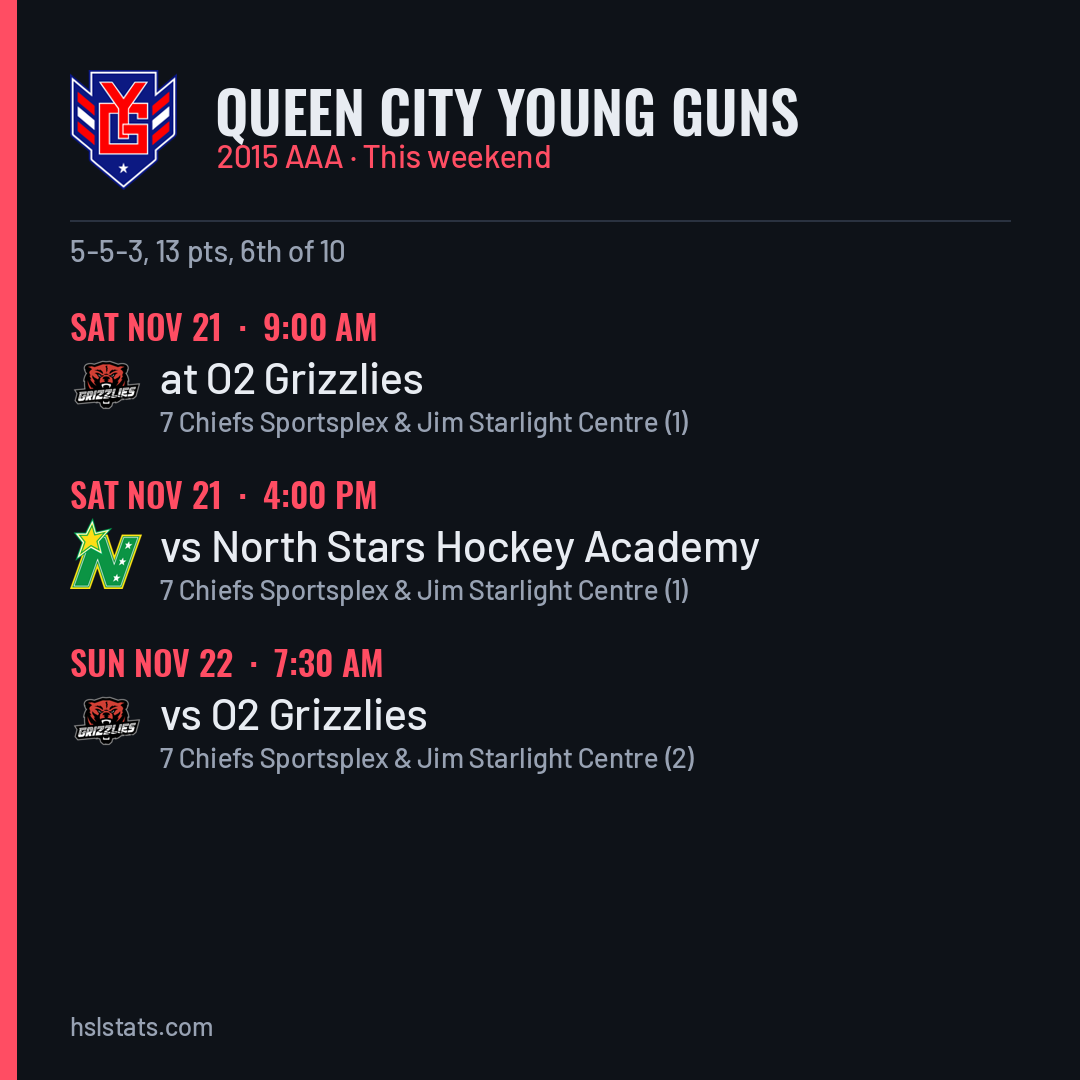 YG
QUEEN CITY YOUNG GUNS
2015 AAA · This weekend
5-5-3, 13 pts, 6th of 10
SAT NOV 21 · 9:00 AM
GRIZZLIES
at O2 Grizzlies
7 Chiefs Sportsplex & Jim Starlight Centre (1)
SAT NOV 21 · 4:00 PM
N
vs North Stars Hockey Academy
7 Chiefs Sportsplex & Jim Starlight Centre (1)
SUN NOV 22 · 7:30 AM
GRIZZLIES
vs O2 Grizzlies
7 Chiefs Sportsplex & Jim Starlight Centre (2)
hslstats.com